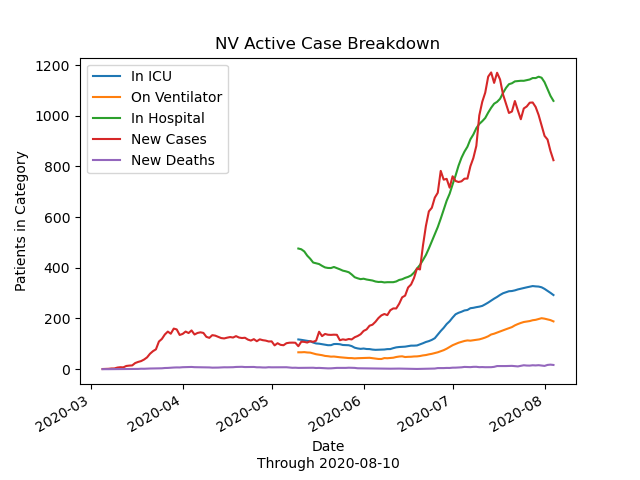 NV Active Case Breakdown
In ICU
On Ventilator
In Hospital
New Cases
New Deaths
Patients in Category
1200
1000
800
600
400
200
0
2020-03
2020-04
2020-05
2020-06
2020-07
2020-08
Date
Through 2020-08-10